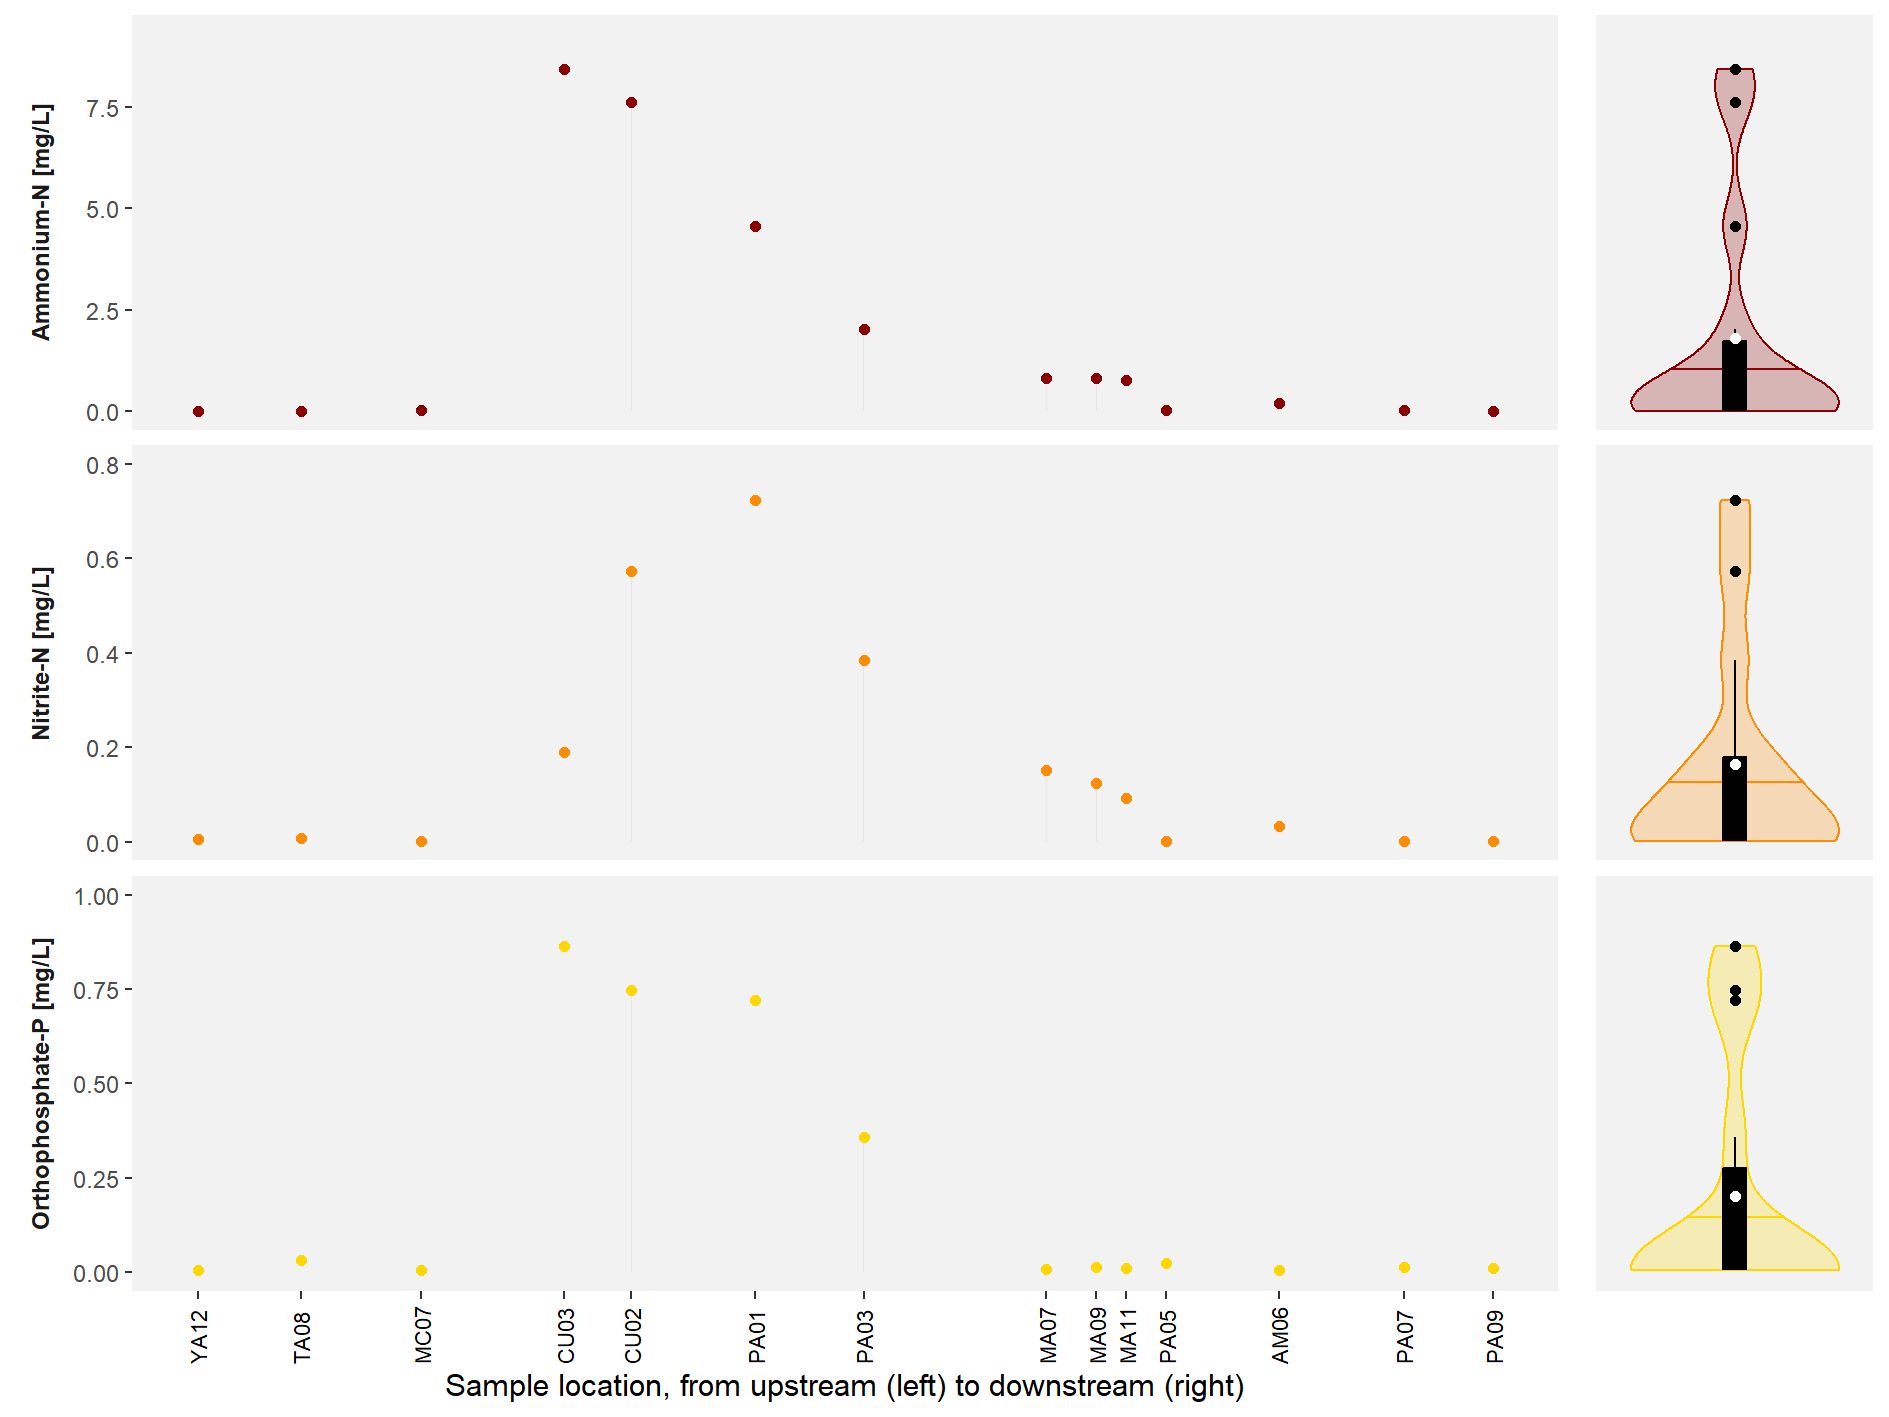 Ammonium-N [mg/L]
7.5
5.0
2.5
0.0
Nitrite-N [mg/L]
0.8
0.6
0.4
0.2
0.0
Orthophosphate-P [mg/L]
1.00
0.75
0.50
0.25
0.00
YA12
TA08
MC07
CU03
CU02
PA01
PA03
MA07
MA09
MA11
PA05
AM06
PA07
PA09
Sample location, from upstream (left) to downstream (right)